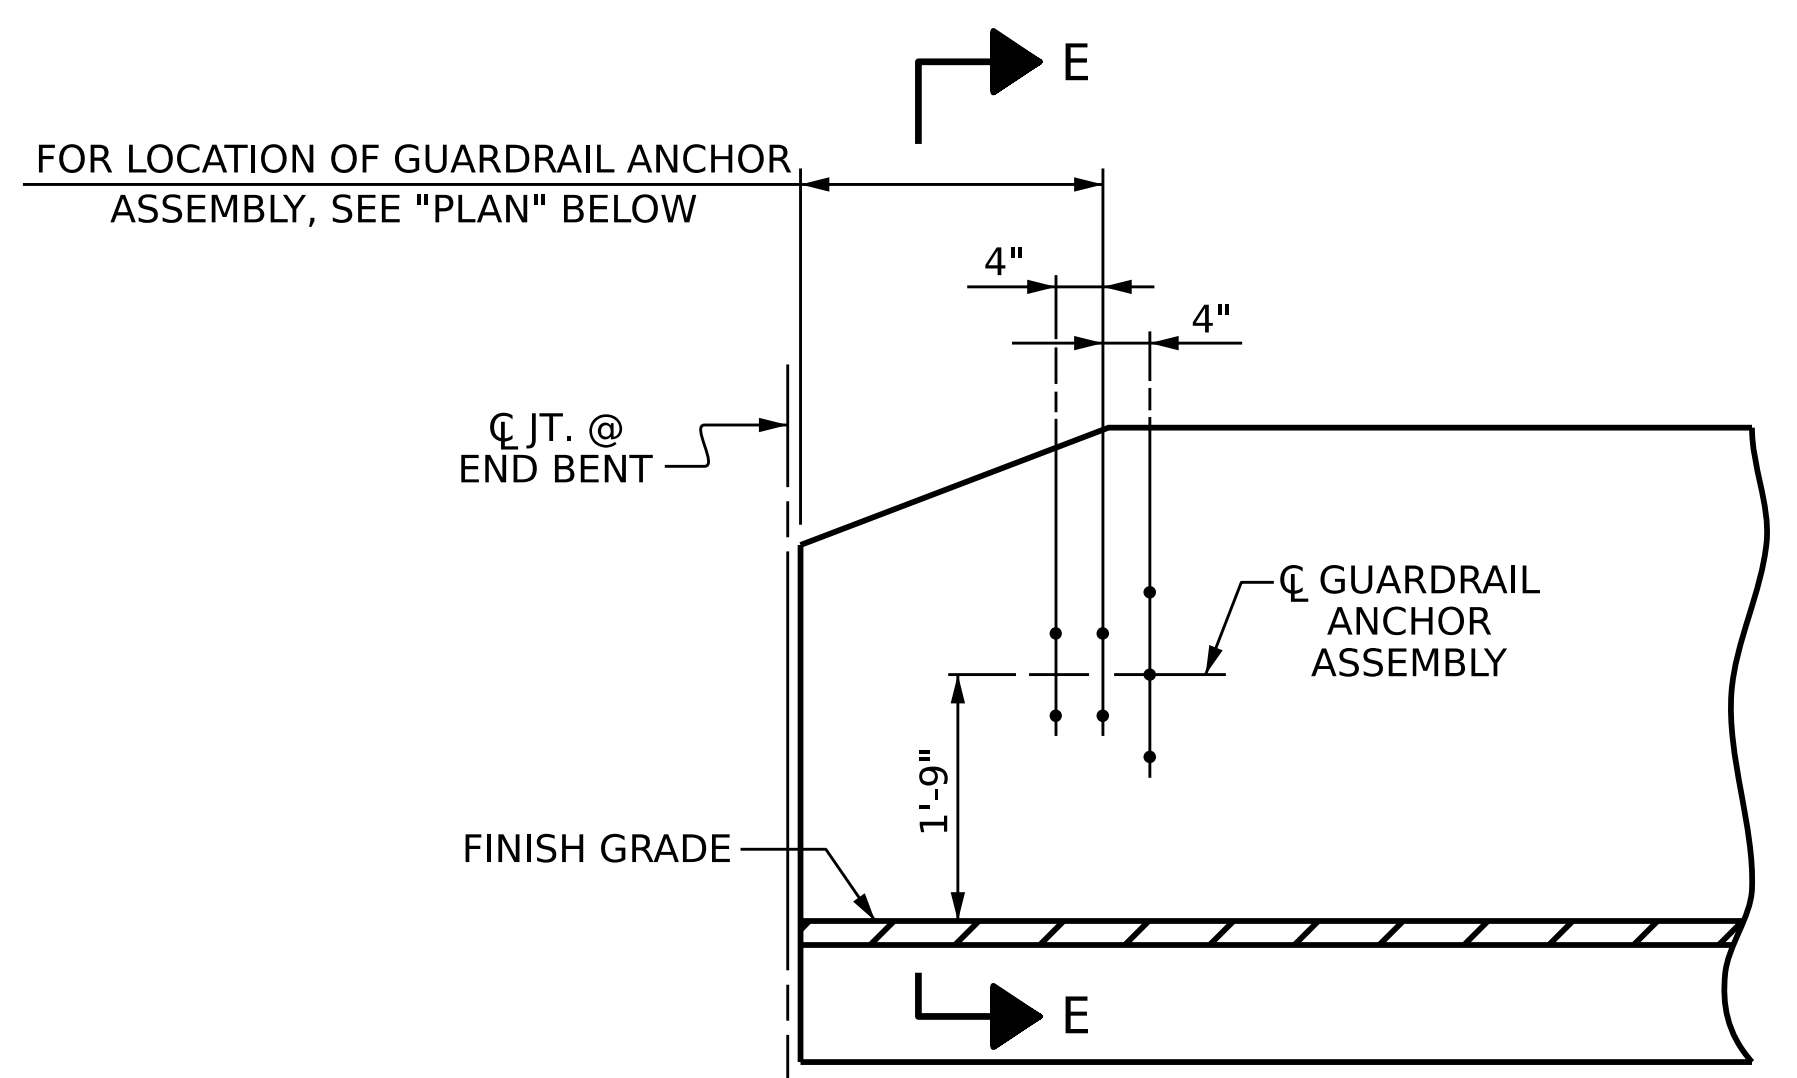 E
FOR LOCATION OF GUARDRAIL ANCHOR
ASSEMBLY, SEE "PLAN" BELOW
4"
4"
℄ JT. @
END BENT
℄ GUARDRAIL
ANCHOR
ASSEMBLY
1'-9"
FINISH GRADE
E